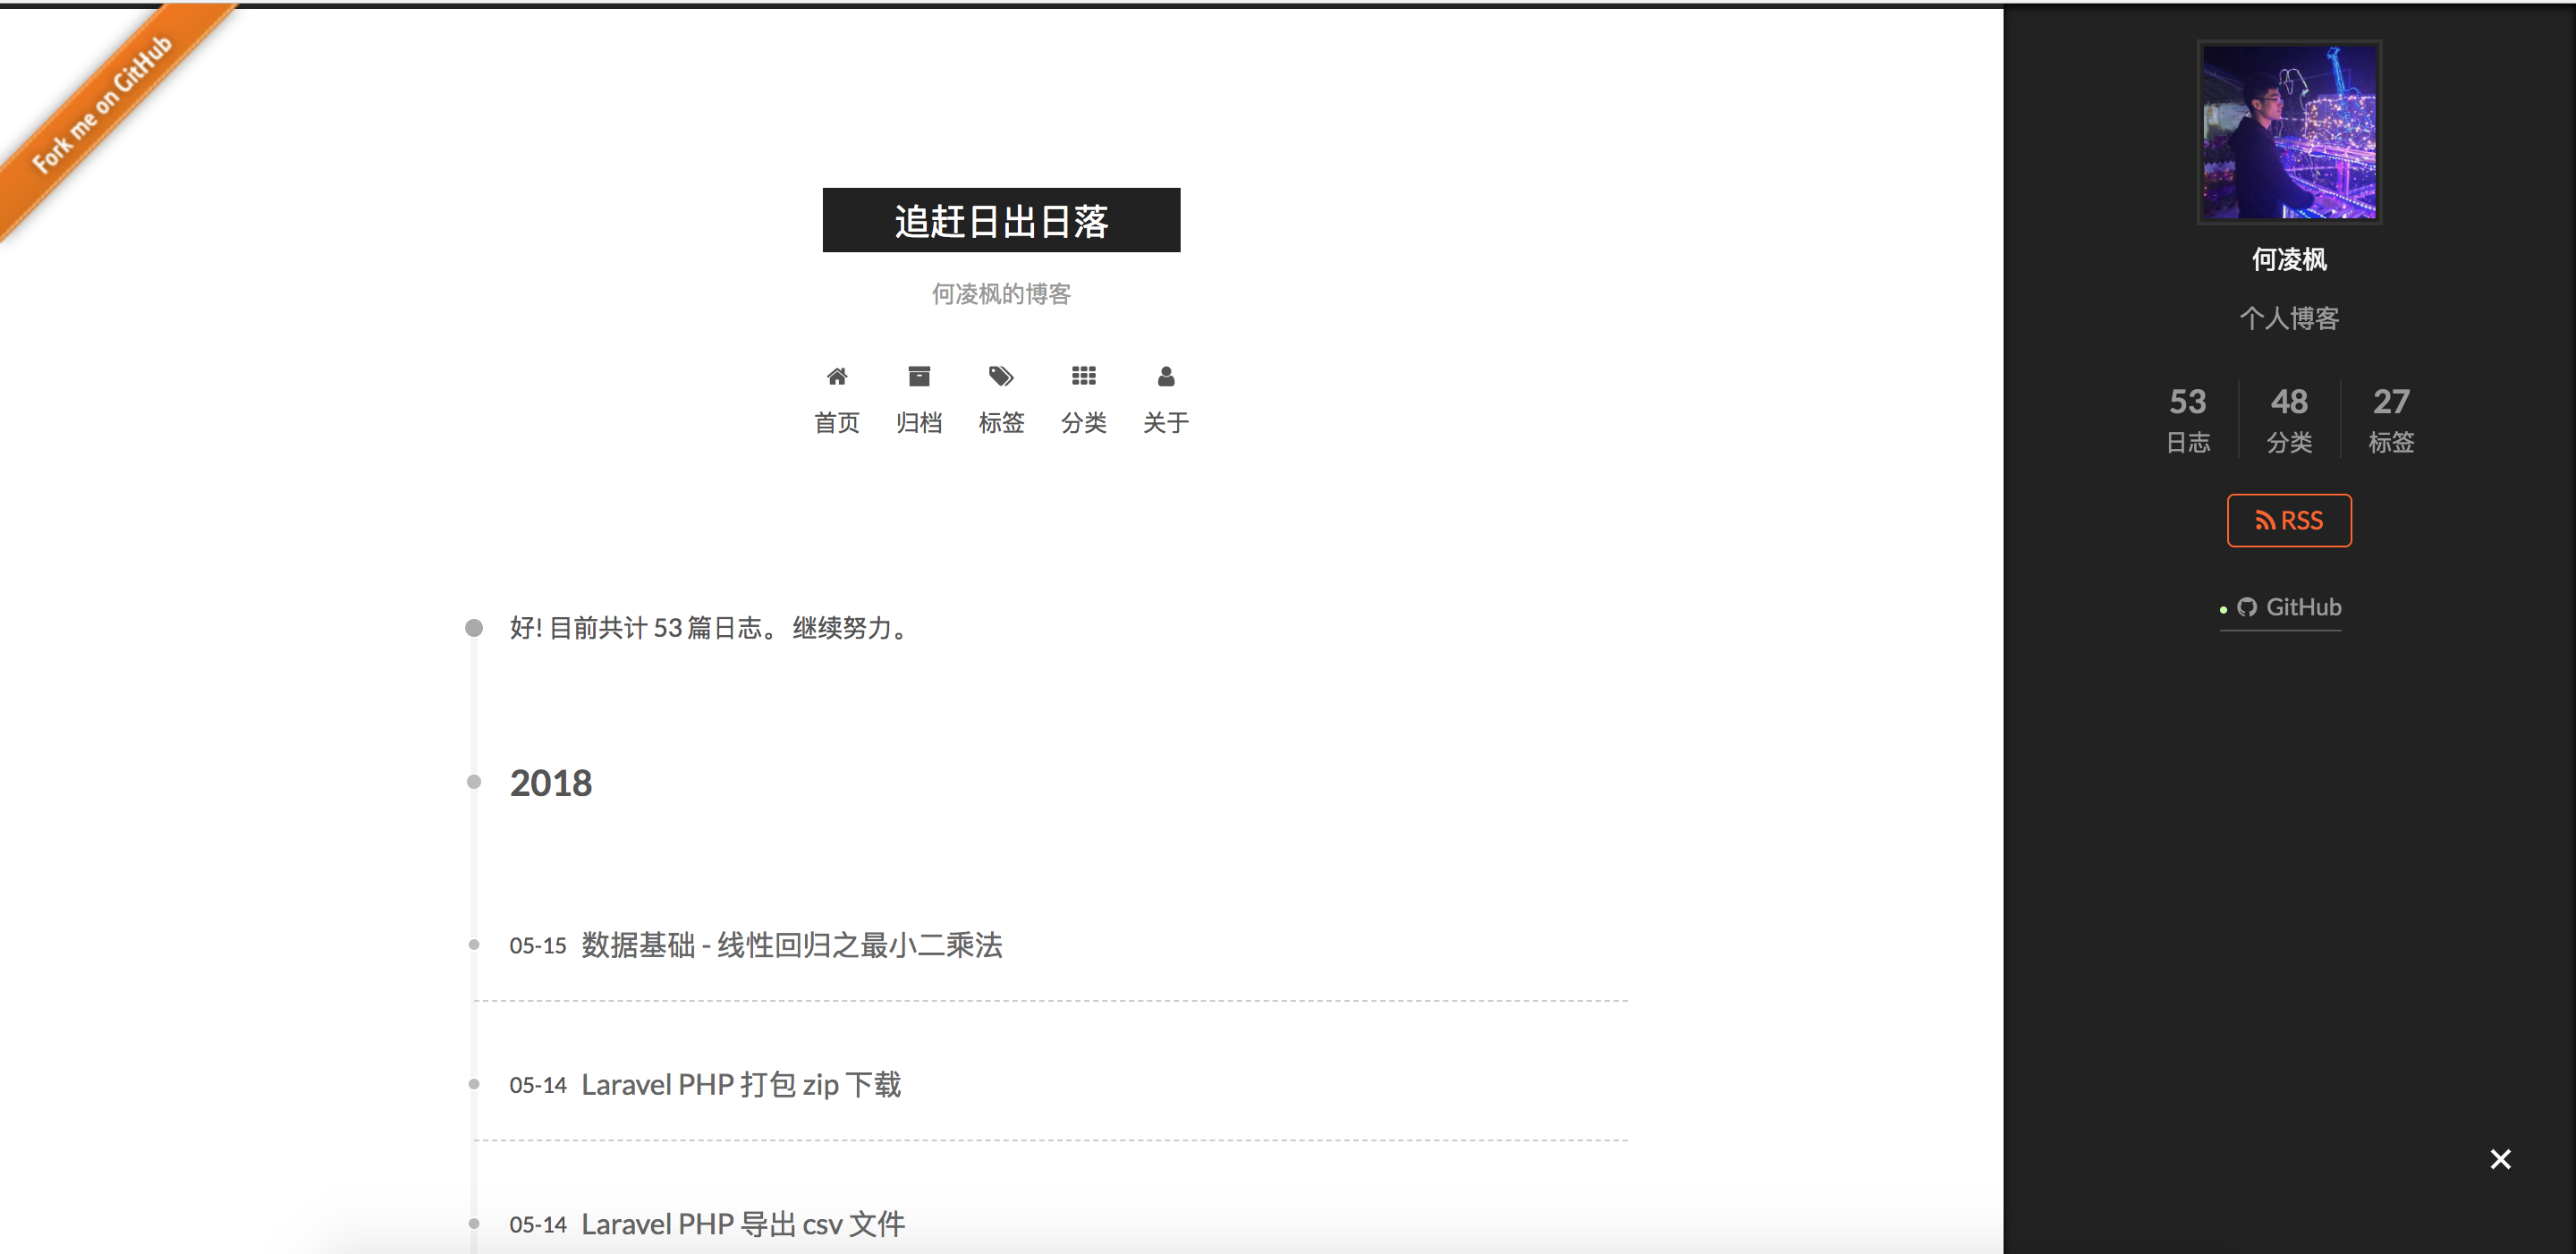 Fork me on GitHub
追赶日出日落
何凌枫的博客
首页 归档 标签 分类 关于
好! 目前共计 53 篇日志。 继续努力。
2018
05-15 数据基础 - 线性回归之最小二乘法
05-14 Laravel PHP 打包 zip 下载
05-14 Laravel PHP 导出 csv 文件
何凌枫
个人博客
53 48 27
日志 分类 标签
RSS
GitHub